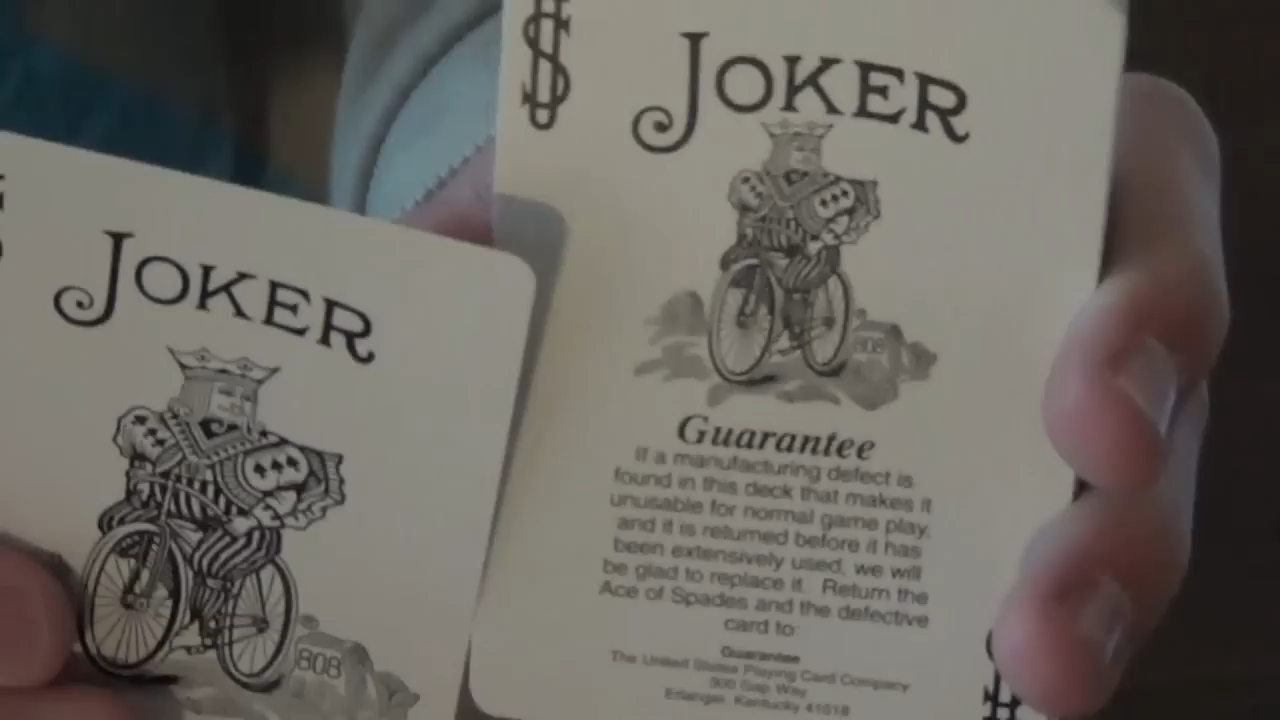 JOKER
808
JOKER
808
Guarantee
If a manufacturing defect is
found in this deck that makes it
unusable for normal game play,
and it is returned before it has
been extensively used, we will
be glad to replace it. Return the
Ace of Spades and the defective
card to:
Guarantee
The United States Playing Card Company
900 Gap Way
Erlanger, Kentucky 41018